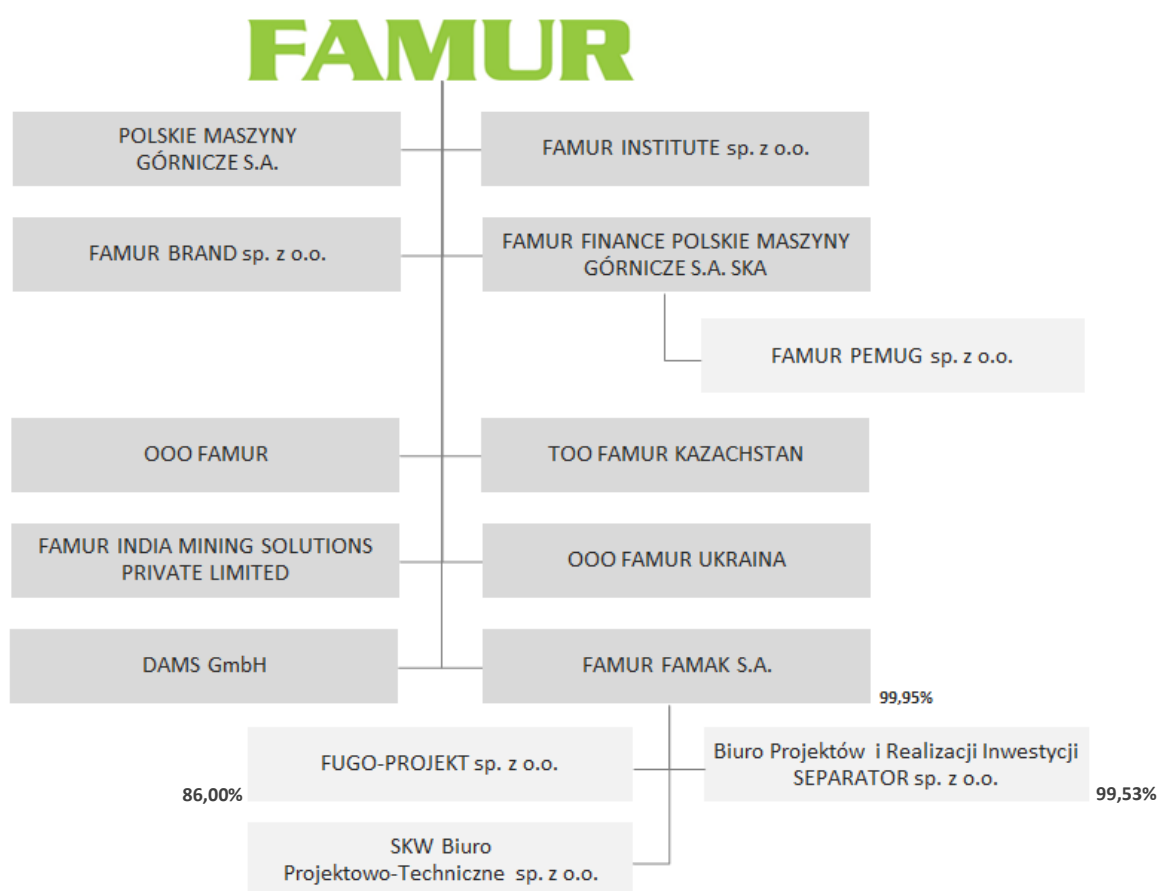 FAMUR
POLSKIE MASZYNY
GÓRNICZE S.A.
FAMUR INSTITUTE sp. z o.o.
FAMUR BRAND sp. z o.o.
FAMUR FINANCE POLSKIE MASZYNY
GÓRNICZE S.A. SKA
FAMUR PEMUG sp. z o.o.
OOO FAMUR
TOO FAMUR KAZACHSTAN
FAMUR INDIA MINING SOLUTIONS
PRIVATE LIMITED
OOO FAMUR UKRAINA
DAMS GmbH
FAMUR FAMAK S.A.
99,95%
FUGO-PROJEKT sp. z o.o.
86,00%
Biuro Projektów i Realizacji Inwestycji
SEPARATOR sp. z o.o.
99,53%
SKW Biuro
Projektowo-Techniczne sp. z o.o.